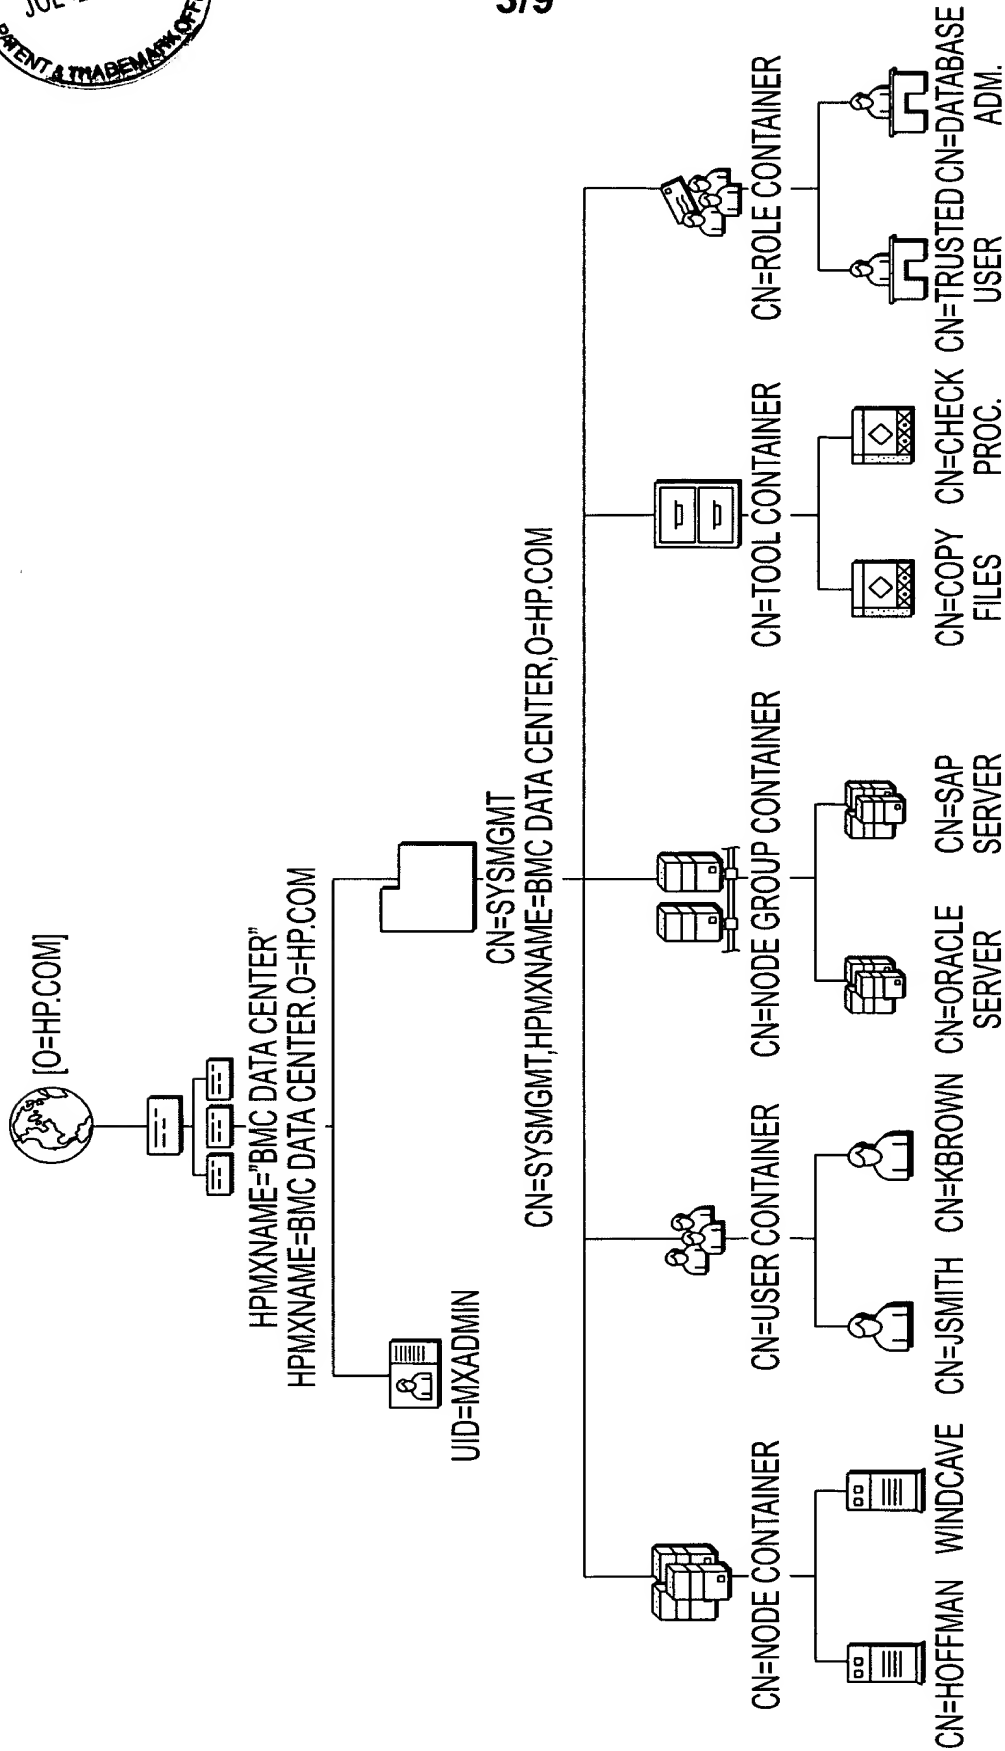 3/9
PATENT & TRADEMARK OFF
[O=HP.COM]
HPMXNAME="BMC DATA CENTER"
HPMXNAME=BMC DATA CENTER.O=HP.COM
UID=MXADMIN
CN=SYSMGMT
CN=SYSMGMT,HPMXNAME=BMC DATA CENTER,O=HP.COM
CN=NODE CONTAINER
CN=USER CONTAINER
CN=NODE GROUP CONTAINER
CN=TOOL CONTAINER
CN=ROLE CONTAINER
CN=HOFFMAN
WINDCAVE
CN=JSMITH
CN=KBROWN
CN=ORACLE
SERVER
CN=SAP
SERVER
CN=COPY
FILES
CN=CHECK
PROC.
CN=TRUSTED
USER
CN=DATABASE
ADM.